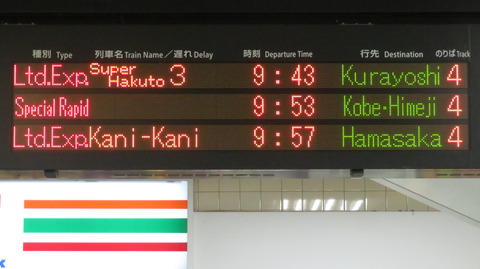 種別 Type 列車名 Train Name／遅れ Delay 時刻 Departure Time 行先 Destination のりば Track
Ltd.Exp. Super Hakuto 3 9:43 Kurayoshi 4
Special Rapid 9:53 Kobe・Himeji 4
Ltd.Exp. Kani-Kani 9:57 Hamasaka 4